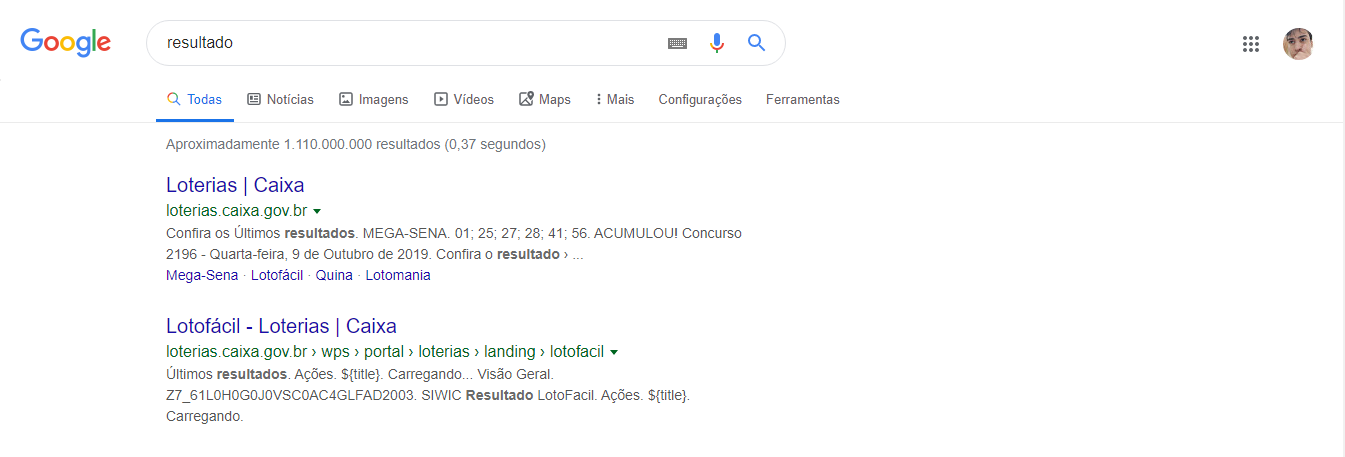 Google
resultado
Todas Notícias Imagens Vídeos Maps Mais Configurações Ferramentas
Aproximadamente 1.110.000.000 resultados (0,37 segundos)
Loterias | Caixa
loterias.caixa.gov.br
Confira os Últimos resultados. MEGA-SENA. 01; 25; 27; 28; 41; 56. ACUMULOU! Concurso
2196 - Quarta-feira, 9 de Outubro de 2019. Confira o resultado › ...
Mega-Sena · Lotofácil · Quina · Lotomania
Lotofácil - Loterias | Caixa
loterias.caixa.gov.br › wps › portal › loterias › landing › lotofacil
Últimos resultados. Ações. ${title}. Carregando... Visão Geral.
Z7_61L0H0G0J0VSC0AC4GLFAD2003. SIWIC Resultado LotoFacil. Ações. ${title}.
Carregando.